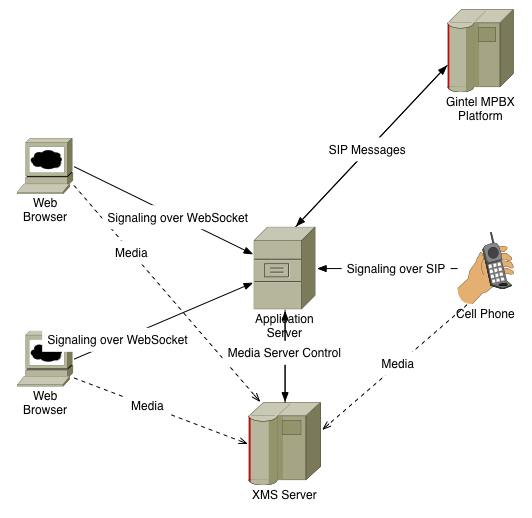 Gintel MPBX
Platform
SIP Messages
Web
Browser
Signaling over WebSocket
Media
Signaling over SIP
Cell Phone
Application
Server
Signaling over WebSocket
Media Server Control
Web
Browser
Media
Media
XMS Server